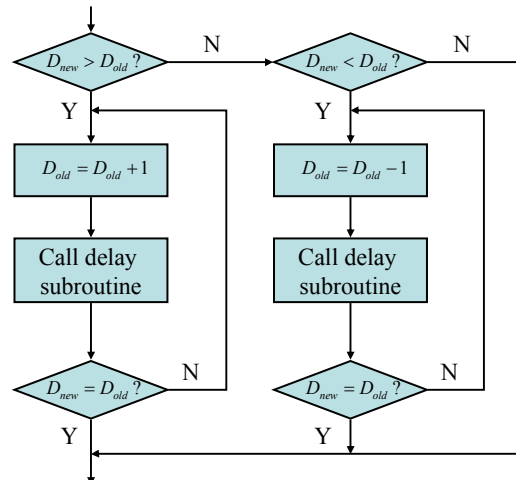 D_new > D_old ?
N
D_new < D_old ?
N
Y
Y
D_old = D_old +1
D_old = D_old −1
Call delay
subroutine
Call delay
subroutine
D_new = D_old ?
N
D_new = D_old ?
N
Y
Y